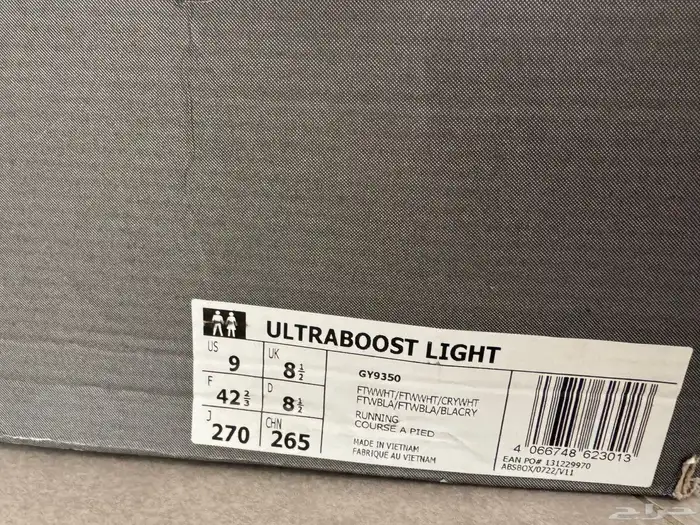 ULTRABOOST LIGHT
US
9
UK
8½
F
42⅔
D
8½
J
270
CHN
265
GY9350
FTWWHT/FTWWHT/CRYWHT
FTWBLA/FTWBLA/BLACRY
RUNNING
COURSE A PIED
MADE IN VIETNAM
FABRIQUÉ AU VIETNAM
4 066748 623013
EAN PO# 131229970
ABSBOX/0722/V11
حراج